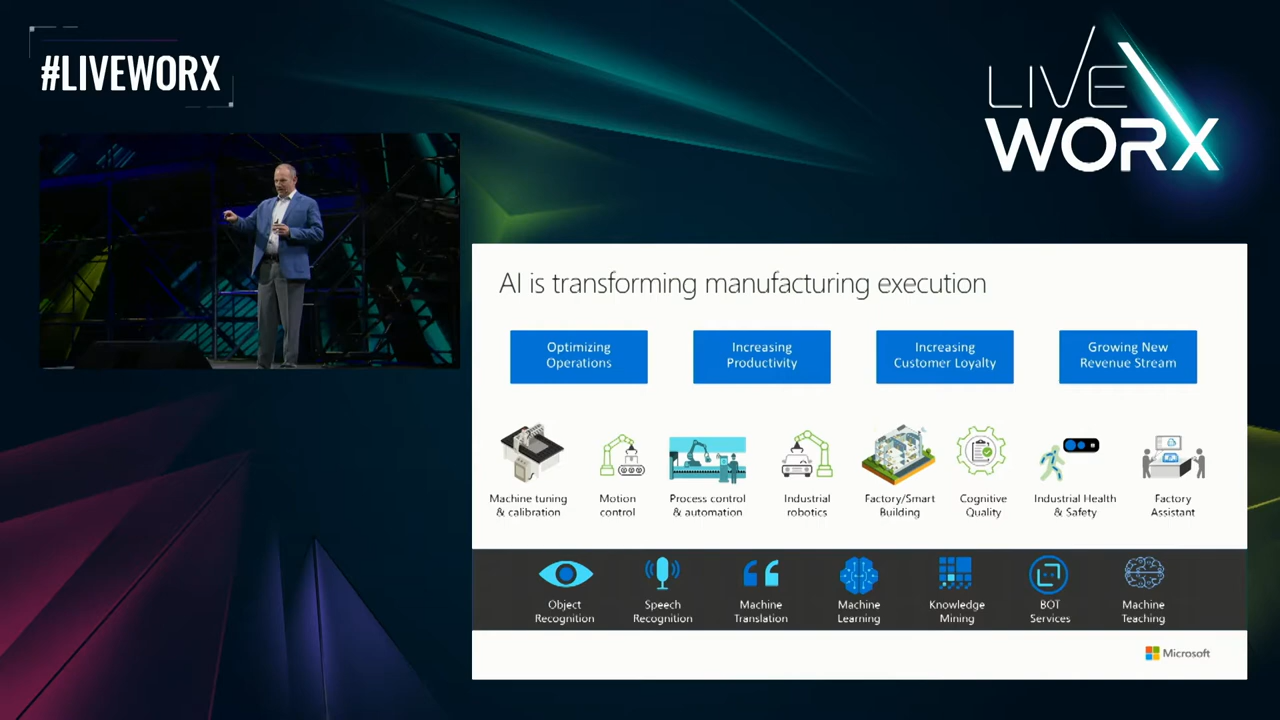 #LIVEWORX
LIVE
WORX
AI is transforming manufacturing execution
Optimizing
Operations
Increasing
Productivity
Increasing
Customer Loyalty
Growing New
Revenue Stream
Machine tuning
& calibration
Motion
control
Process control
& automation
Industrial
robotics
Factory/Smart
Building
Cognitive
Quality
Industrial Health
& Safety
Factory
Assistant
Object
Recognition
Speech
Recognition
Machine
Translation
Machine
Learning
Knowledge
Mining
BOT
Services
Machine
Teaching
Microsoft